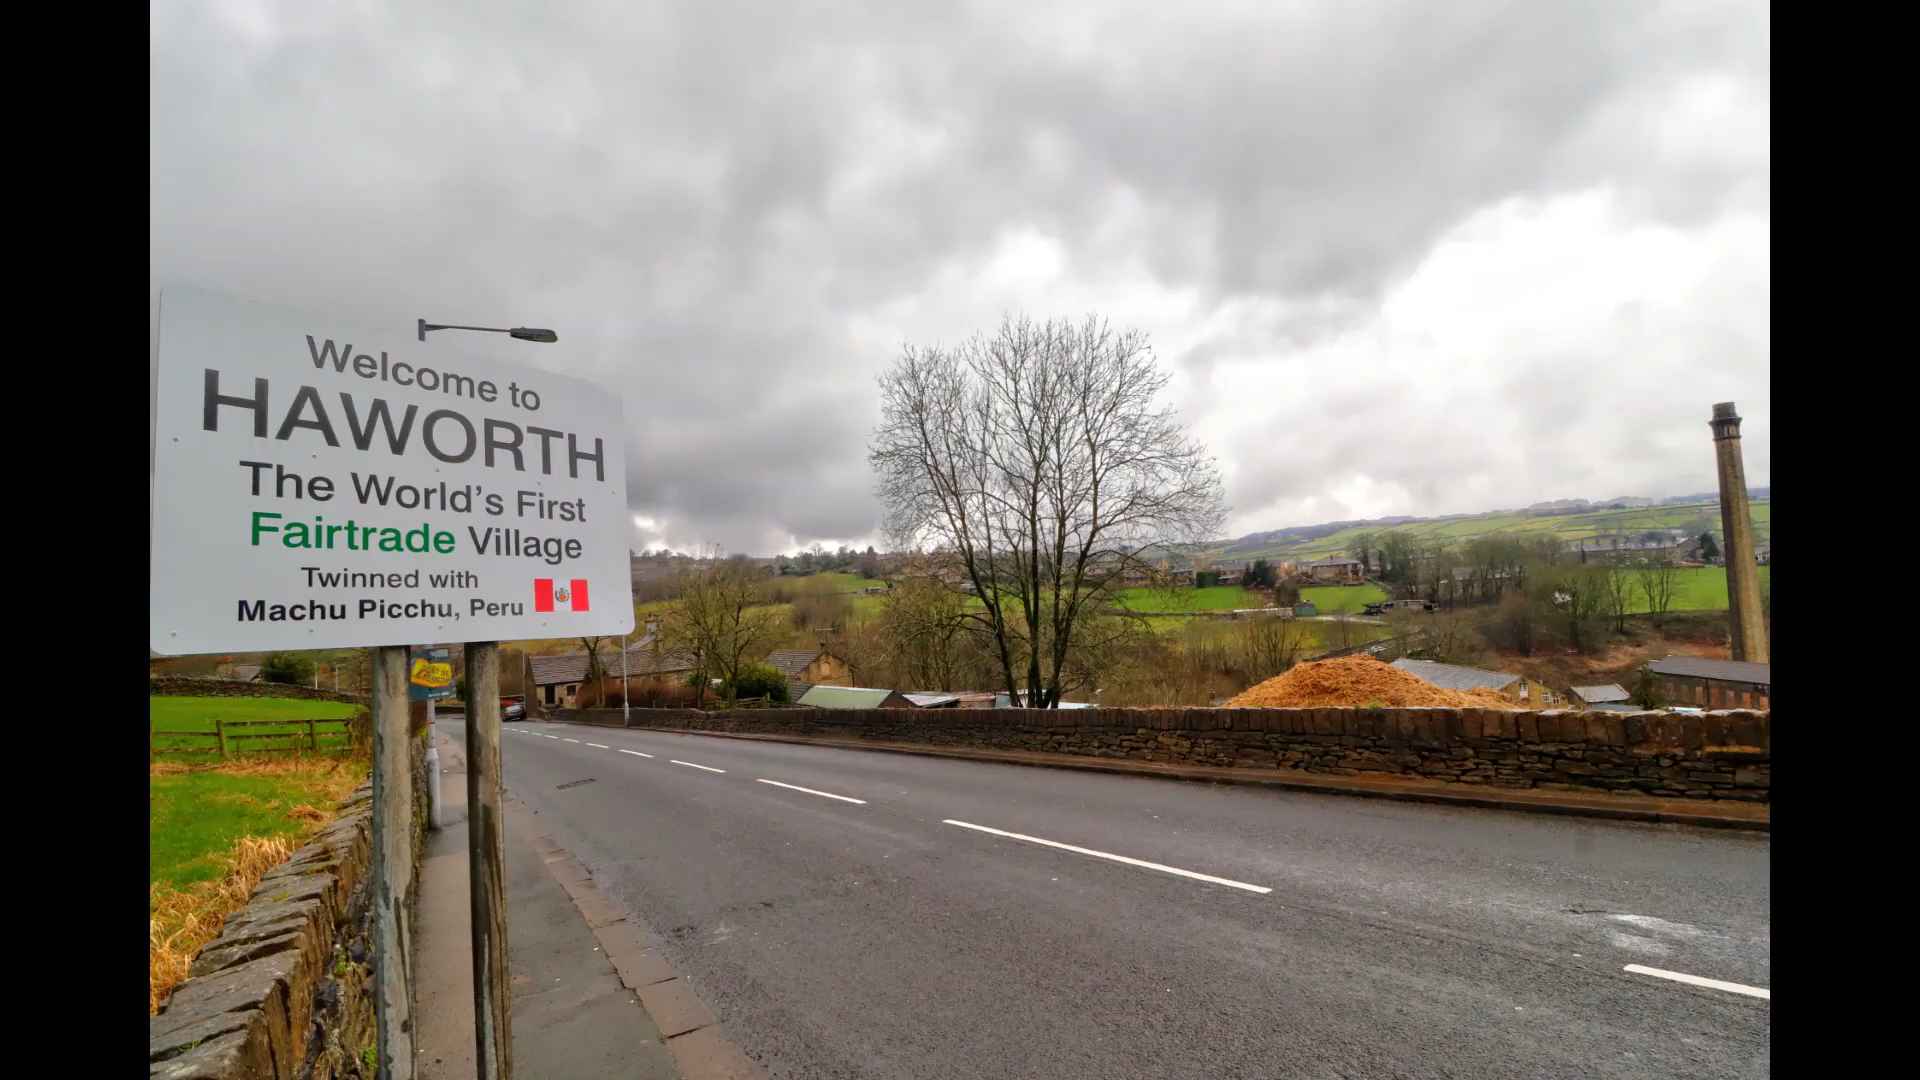 Welcome to
HAWORTH
The World's First
Fairtrade Village
Twinned with
Machu Picchu, Peru